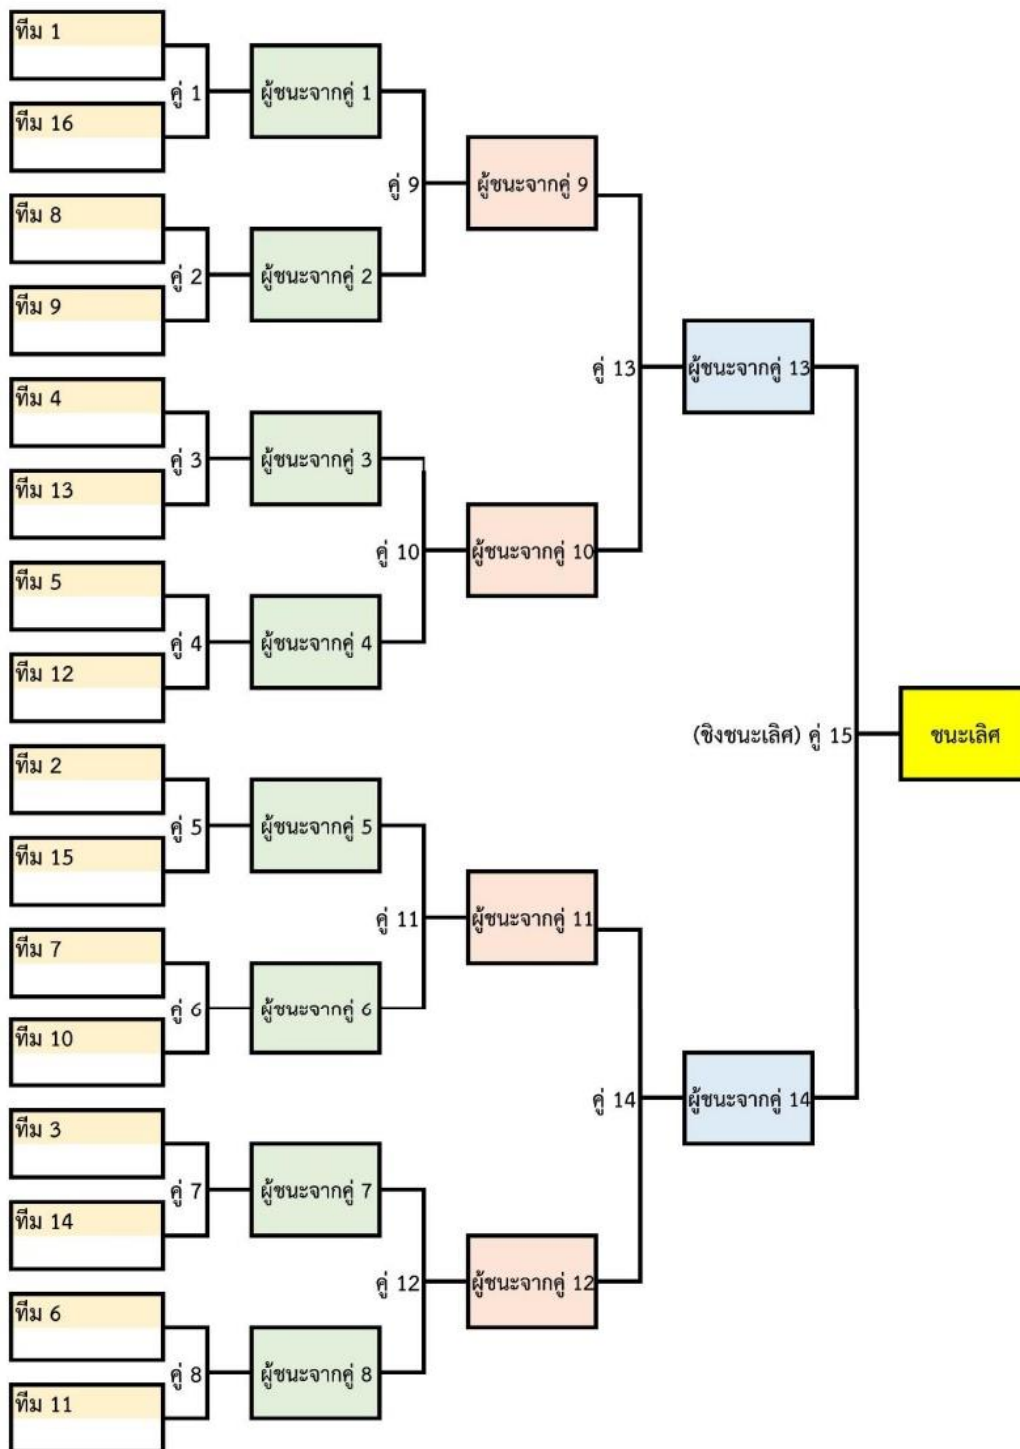 ทีม 1
คู่ 1
ผู้ชนะจากคู่ 1
ทีม 16
คู่ 9
ผู้ชนะจากคู่ 9
ทีม 8
คู่ 2
ผู้ชนะจากคู่ 2
ทีม 9
คู่ 13
ผู้ชนะจากคู่ 13
ทีม 4
คู่ 3
ผู้ชนะจากคู่ 3
ทีม 13
คู่ 10
ผู้ชนะจากคู่ 10
ทีม 5
คู่ 4
ผู้ชนะจากคู่ 4
ทีม 12
(ชิงชนะเลิศ) คู่ 15
ชนะเลิศ
ทีม 2
คู่ 5
ผู้ชนะจากคู่ 5
ทีม 15
คู่ 11
ผู้ชนะจากคู่ 11
ทีม 7
คู่ 6
ผู้ชนะจากคู่ 6
ทีม 10
คู่ 14
ผู้ชนะจากคู่ 14
ทีม 3
คู่ 7
ผู้ชนะจากคู่ 7
ทีม 14
คู่ 12
ผู้ชนะจากคู่ 12
ทีม 6
คู่ 8
ผู้ชนะจากคู่ 8
ทีม 11